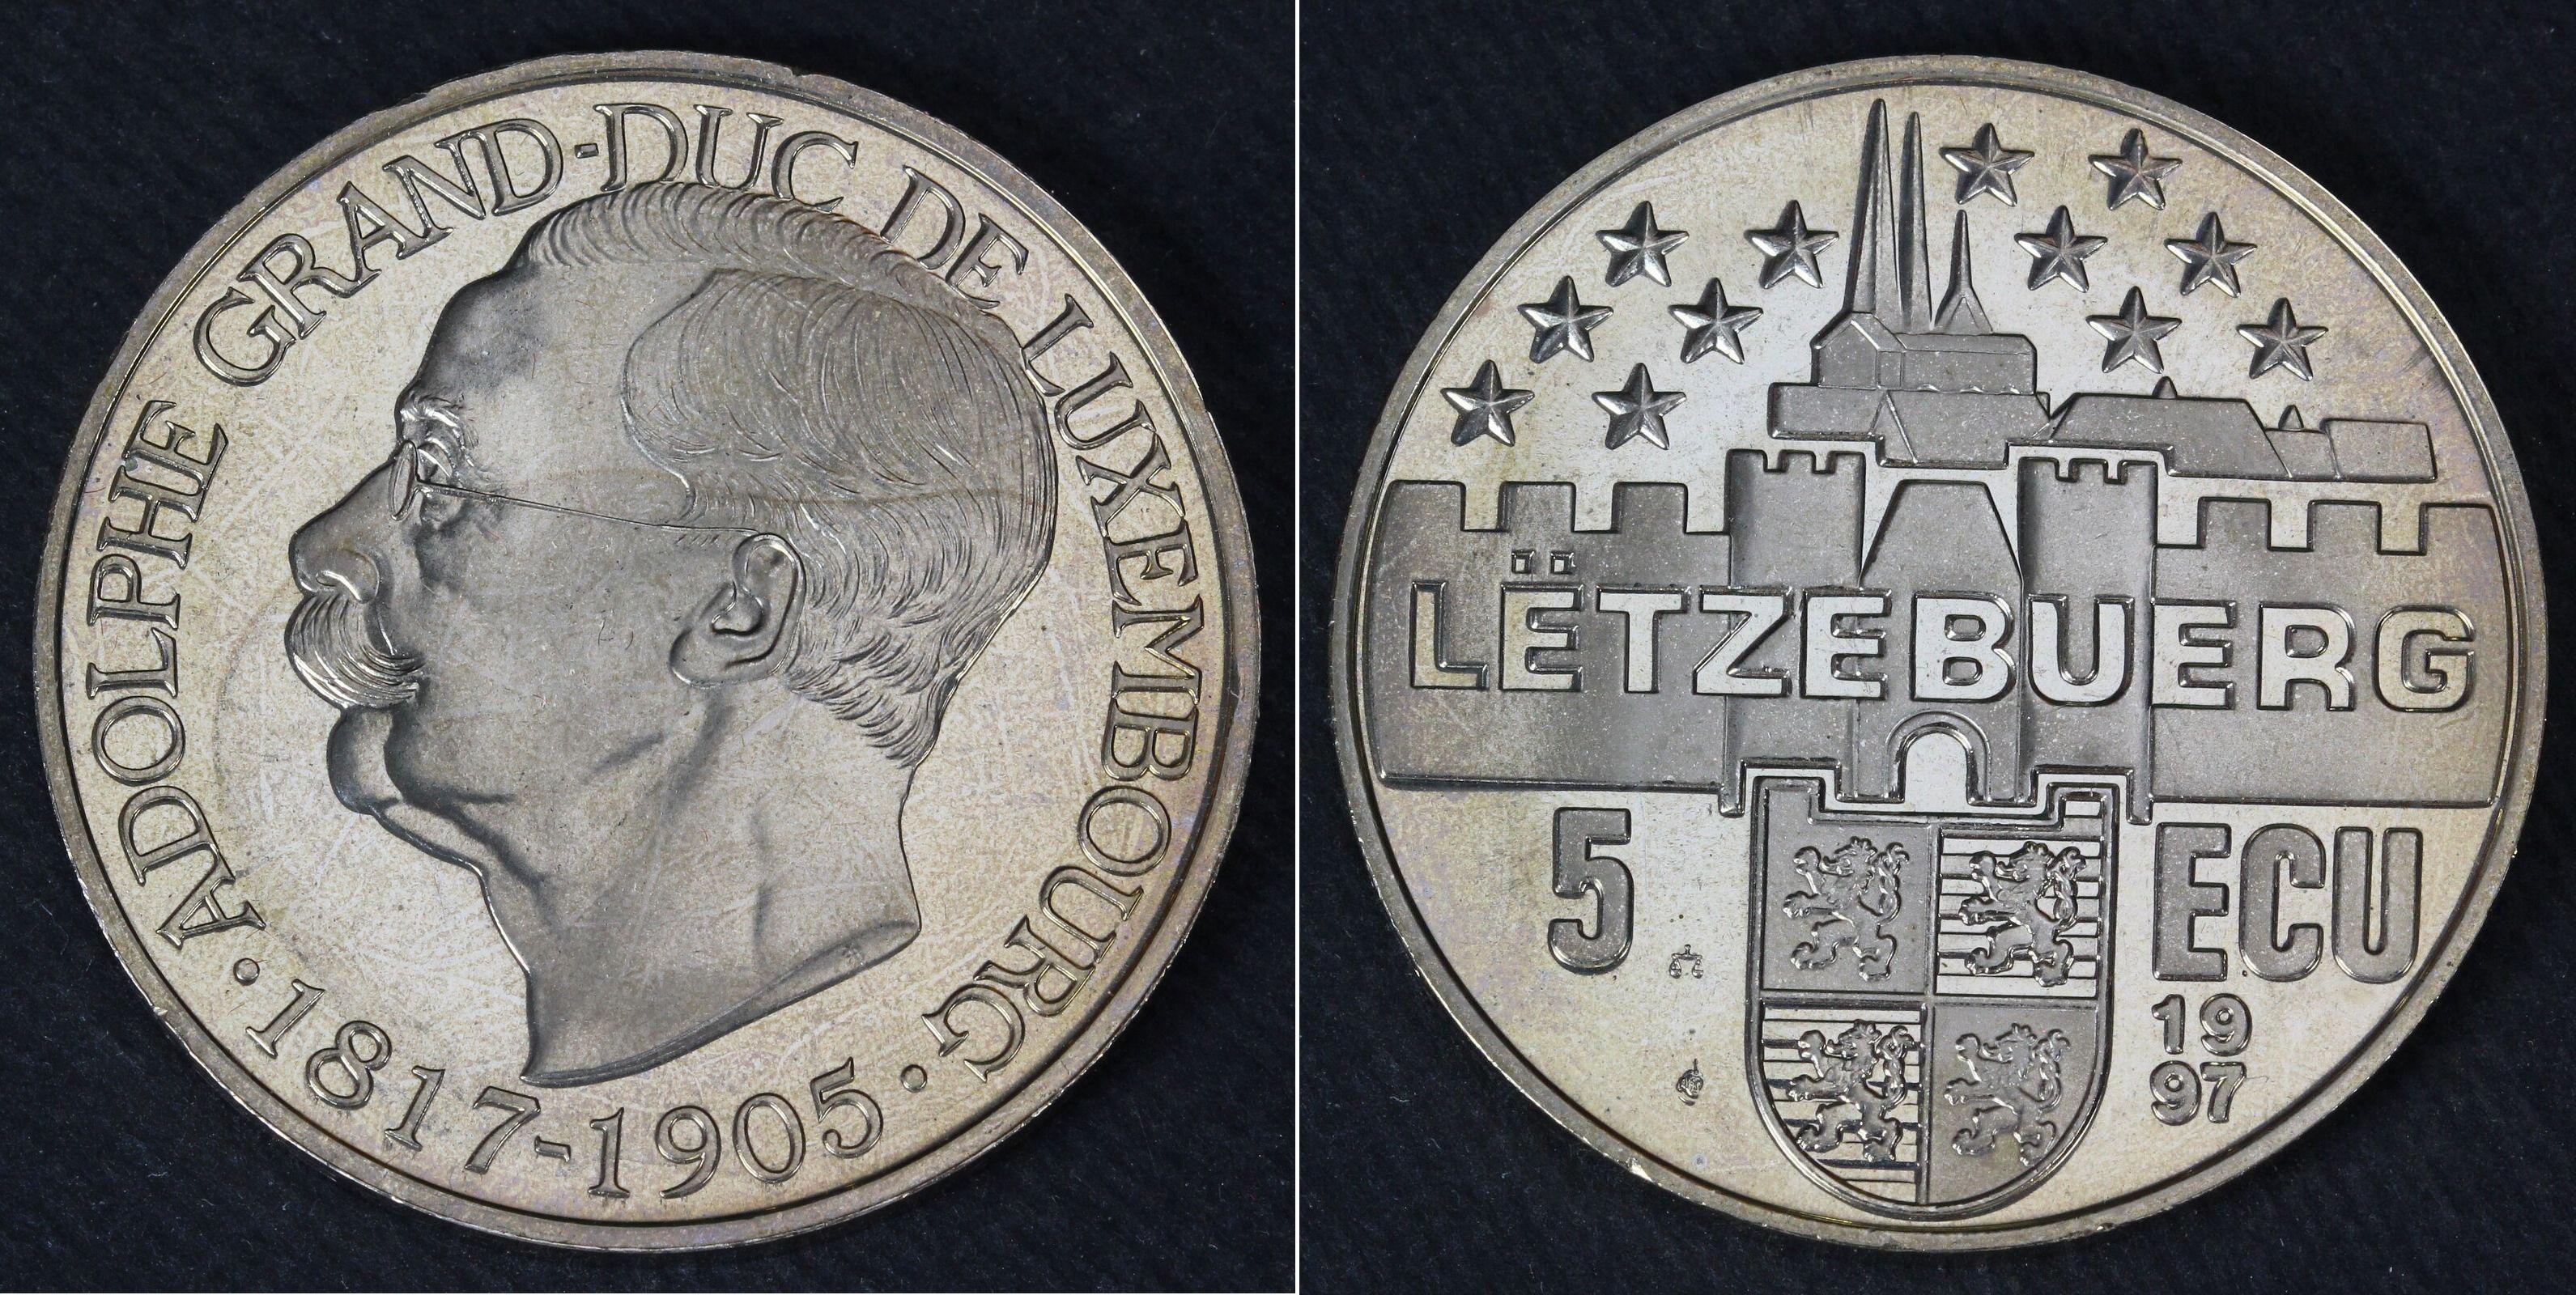 ADOLPHE GRAND-DUC DE LUXEMBOURG
· 1817-1905 ·
LËTZEBUERG
5 ECU
19
97